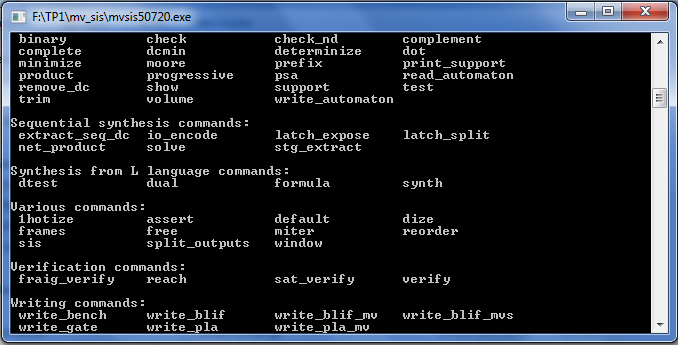 F:\TP1\mv_sis\mvsis50720.exe
binary check check_nd complement
complete dcmin determinize dot
minimize moore prefix print_support
product progressive psa read_automaton
remove_dc show support test
trim volume write_automaton
Sequential synthesis commands:
extract_seq_dc io_encode latch_expose latch_split
net_product solve stg_extract
Synthesis from L language commands:
dtest dual formula synth
Various commands:
1hotize assert default dize
frames free miter reorder
sis split_outputs window
Verification commands:
fraig_verify reach sat_verify verify
Writing commands:
write_bench write_blif write_blif_mv write_blif_mvs
write_gate write_pla write_pla_mv